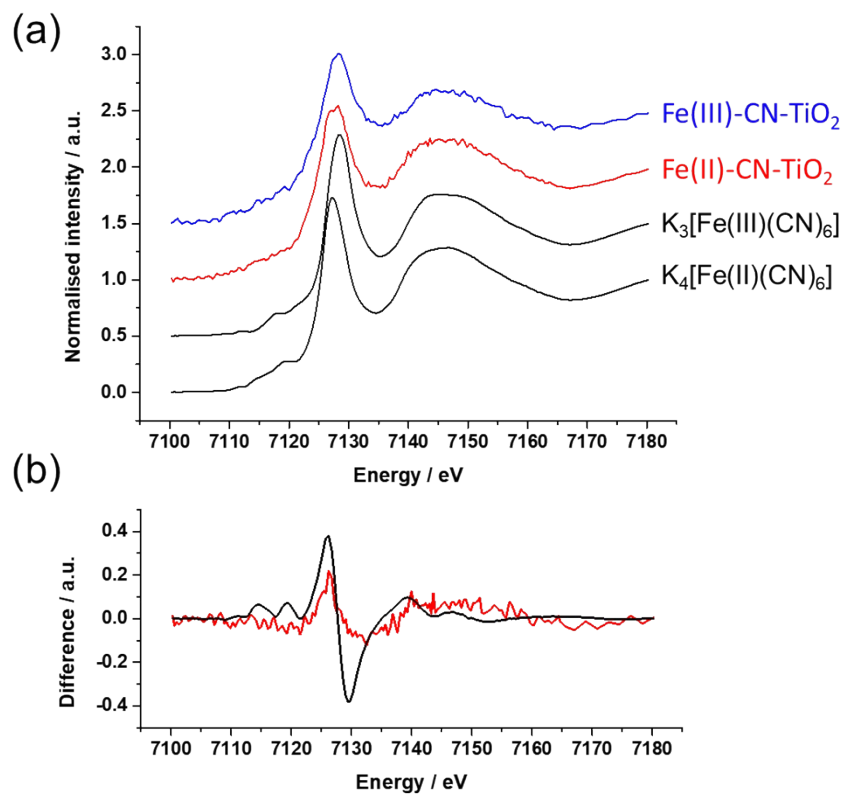 (a)
Normalised intensity / a.u.
3.0
2.5
2.0
1.5
1.0
0.5
0.0
Fe(III)-CN-TiO₂
Fe(II)-CN-TiO₂
K₃[Fe(III)(CN)₆]
K₄[Fe(II)(CN)₆]
7100 7110 7120 7130 7140 7150 7160 7170 7180
Energy / eV
(b)
Difference / a.u.
0.4
0.2
0.0
-0.2
-0.4
7100 7110 7120 7130 7140 7150 7160 7170 7180
Energy / eV